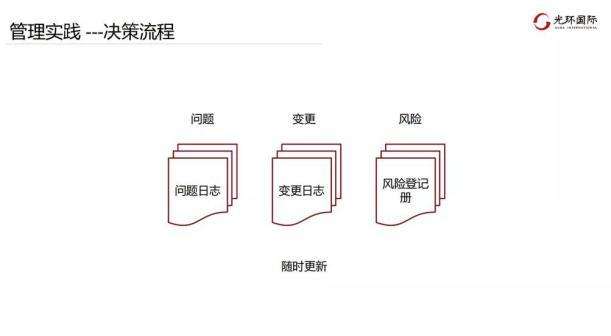 管理实践 ---决策流程
光环国际
问题
变更
风险
问题日志
变更日志
风险登记
册
随时更新